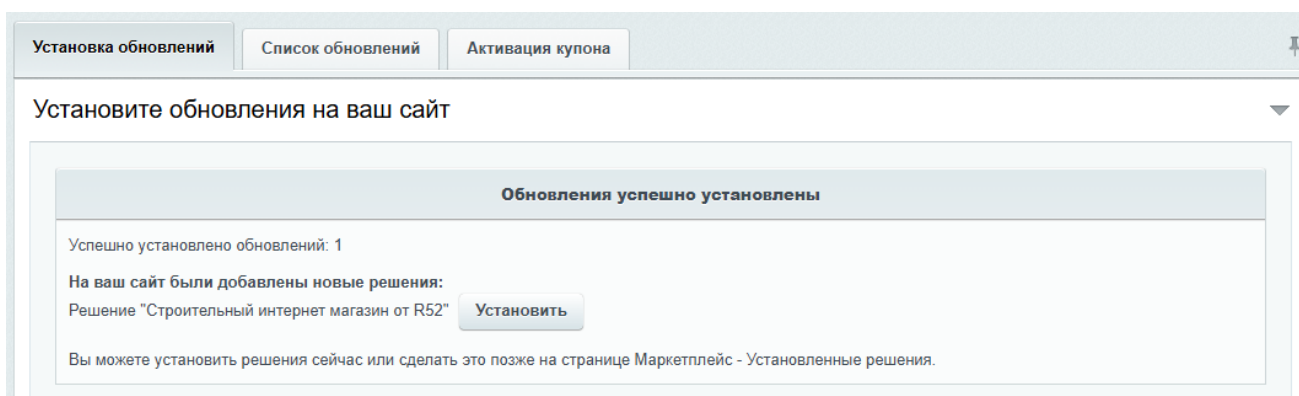 Установка обновлений
Список обновлений
Активация купона
Установите обновления на ваш сайт
Обновления успешно установлены
Успешно установлено обновлений: 1
На ваш сайт были добавлены новые решения:
Решение "Строительный интернет магазин от R52" Установить
Вы можете установить решения сейчас или сделать это позже на странице Маркетплейс - Установленные решения.